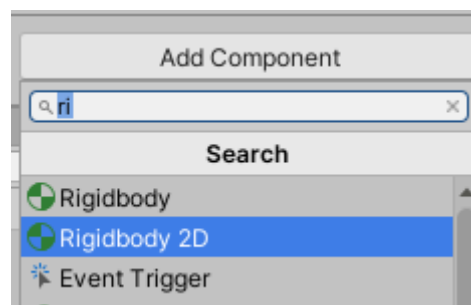 Add Component
ri
Search
Rigidbody
Rigidbody 2D
Event Trigger